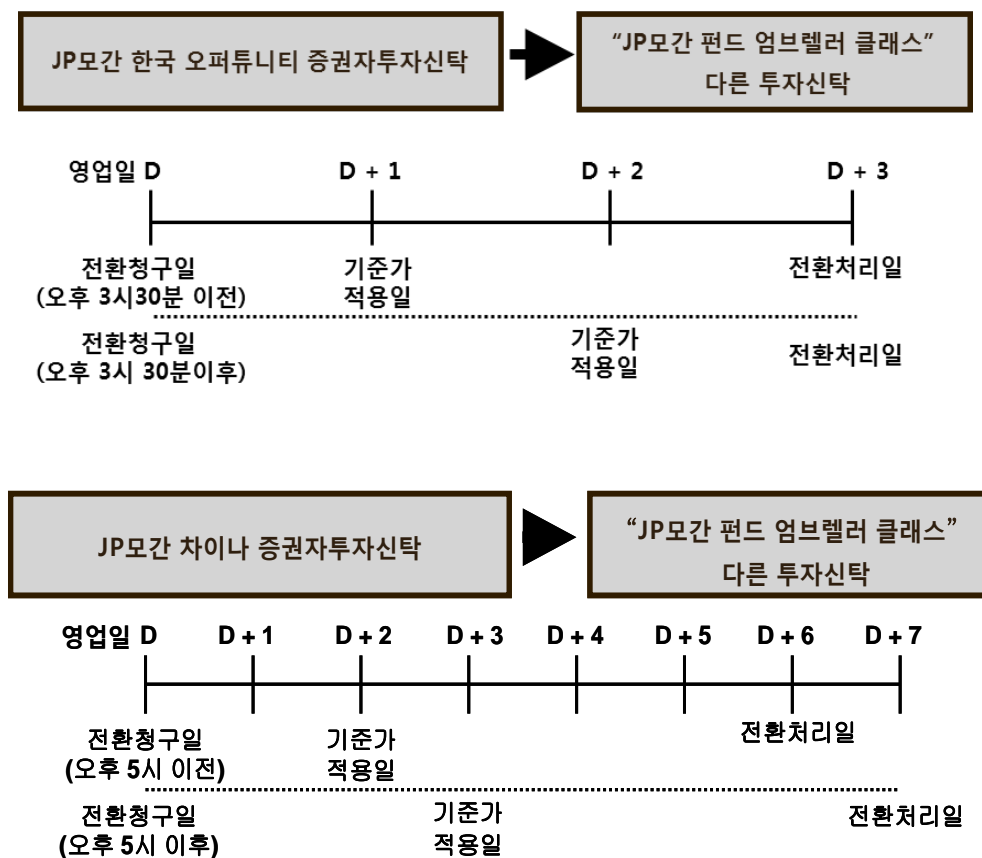 JP모간 한국 오퍼튜니티 증권자투자신탁
“JP모간 펀드 엄브렐러 클래스”
다른 투자신탁
영업일 D D + 1 D + 2 D + 3
전환청구일 기준가 전환처리일
(오후 3시30분 이전) 적용일
전환청구일 기준가 전환처리일
(오후 3시 30분이후) 적용일
JP모간 차이나 증권자투자신탁
“JP모간 펀드 엄브렐러 클래스”
다른 투자신탁
영업일 D D + 1 D + 2 D + 3 D + 4 D + 5 D + 6 D + 7
전환청구일 기준가 전환처리일
(오후 5시 이전) 적용일
전환청구일 기준가 전환처리일
(오후 5시 이후) 적용일